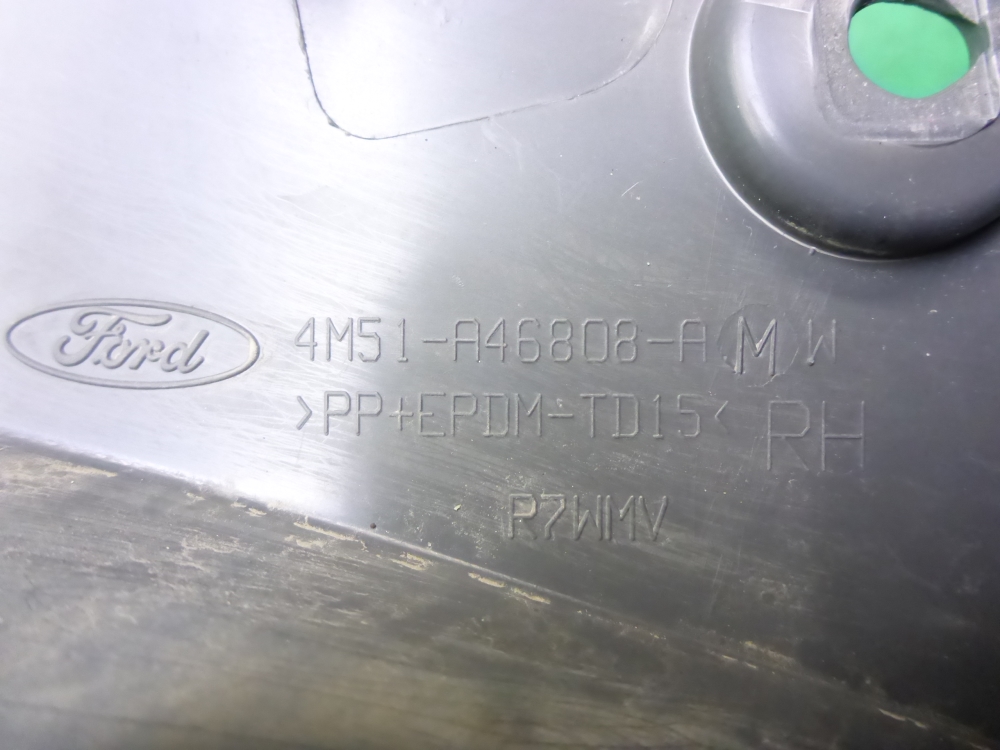 Ford
4M51-A46808-A M W
>PP+EPDM-TD15< RH
R7WMV